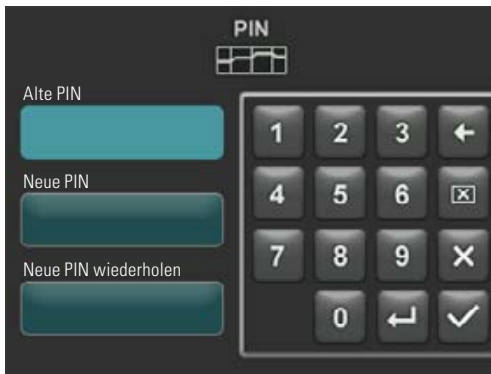 PIN
Alte PIN
Neue PIN
Neue PIN wiederholen
1 2 3
4 5 6
7 8 9
0